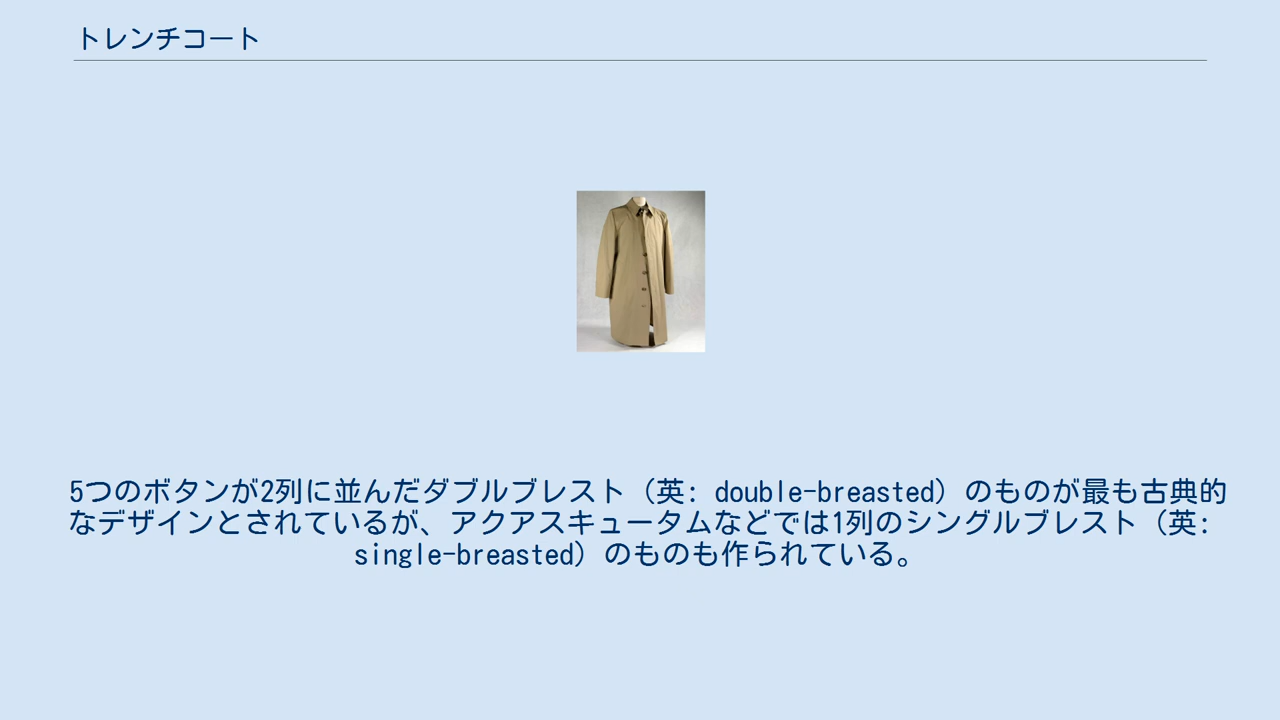 トレンチコート
5つのボタンが2列に並んだダブルブレスト（英: double-breasted）のものが最も古典的
なデザインとされているが、アクアスキュータムなどでは1列のシングルブレスト（英:
single-breasted）のものも作られている。